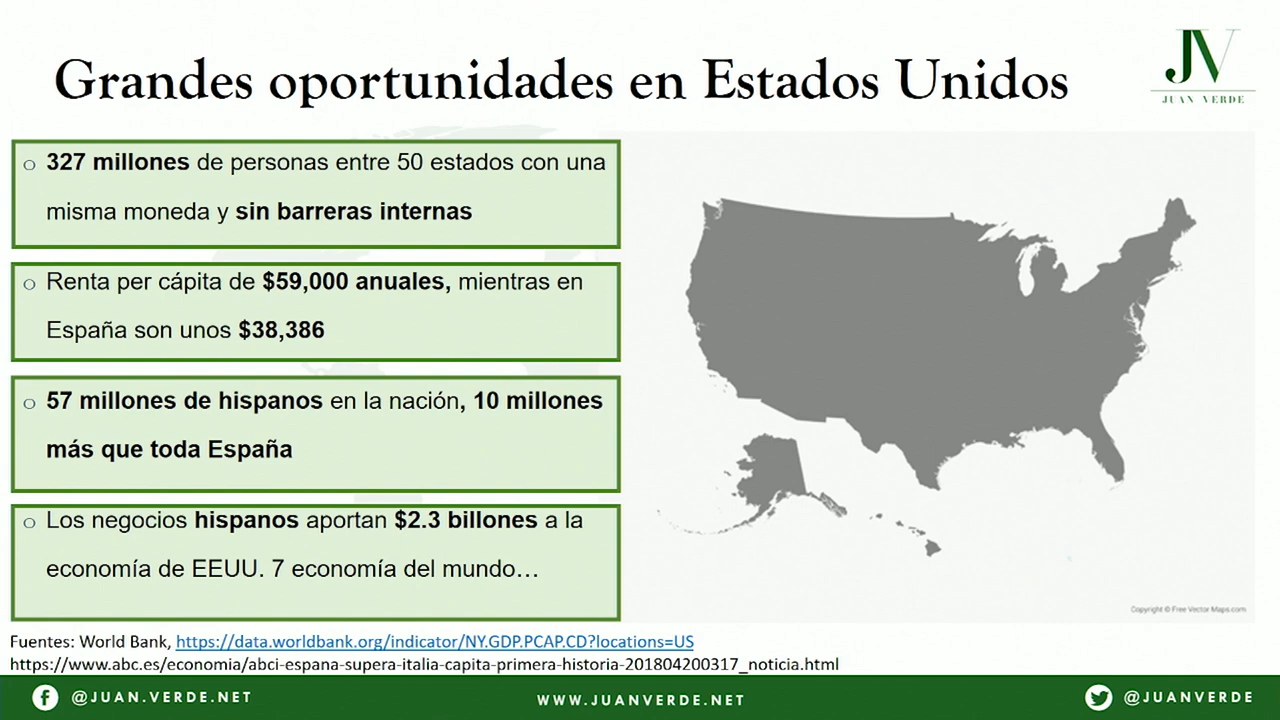 Grandes oportunidades en Estados Unidos
JV
JUAN VERDE
327 millones de personas entre 50 estados con una
misma moneda y sin barreras internas
Renta per cápita de $59,000 anuales, mientras en
España son unos $38,386
57 millones de hispanos en la nación, 10 millones
más que toda España
Los negocios hispanos aportan $2.3 billones a la
economía de EEUU. 7 economía del mundo…
Copyright © Free Vector Maps.com
Fuentes: World Bank, https://data.worldbank.org/indicator/NY.GDP.PCAP.CD?locations=US
https://www.abc.es/economia/abci-espana-supera-italia-capita-primera-historia-201804200317_noticia.html
@JUAN.VERDE.NET
WWW.JUANVERDE.NET
@JUANVERDE